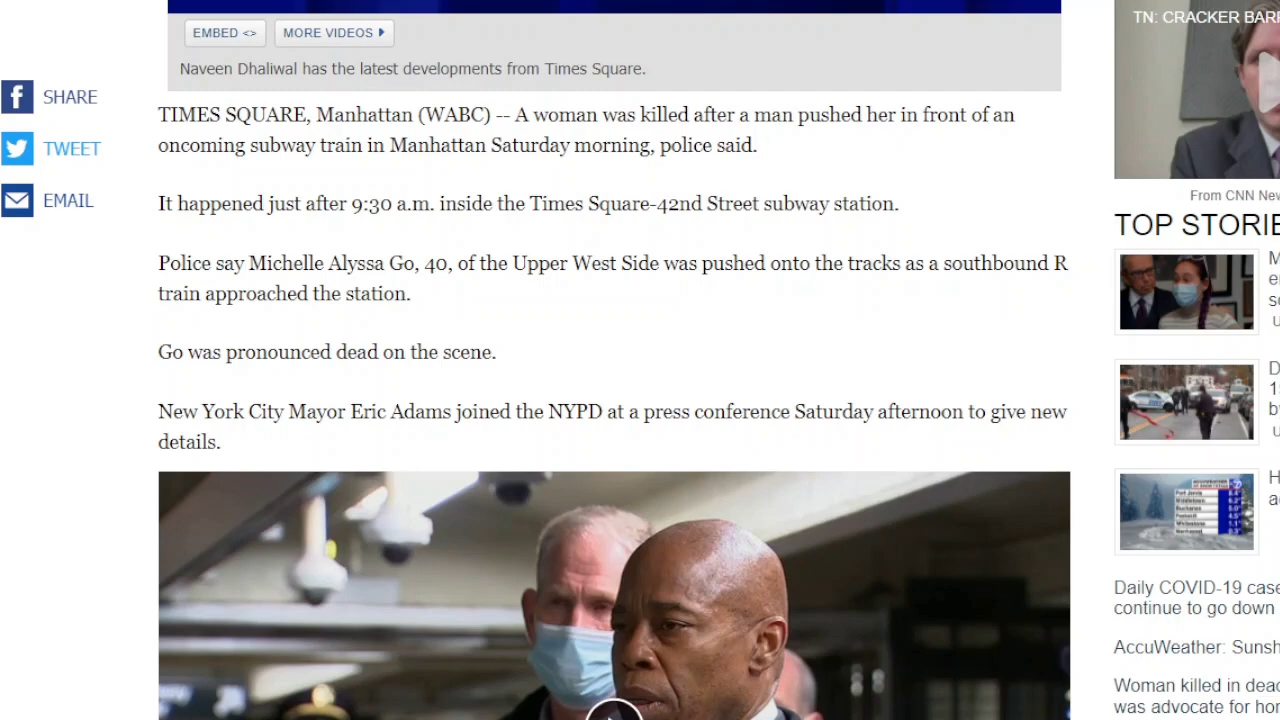 EMBED <>
MORE VIDEOS
Naveen Dhaliwal has the latest developments from Times Square.
SHARE
TWEET
EMAIL
TIMES SQUARE, Manhattan (WABC) -- A woman was killed after a man pushed her in front of an
oncoming subway train in Manhattan Saturday morning, police said.
It happened just after 9:30 a.m. inside the Times Square-42nd Street subway station.
Police say Michelle Alyssa Go, 40, of the Upper West Side was pushed onto the tracks as a southbound R
train approached the station.
Go was pronounced dead on the scene.
New York City Mayor Eric Adams joined the NYPD at a press conference Saturday afternoon to give new
details.
TN: CRACKER BARR
From CNN New
TOP STORIE
Daily COVID-19 case
continue to go down
AccuWeather: Sunsh
Woman killed in dead
was advocate for hom